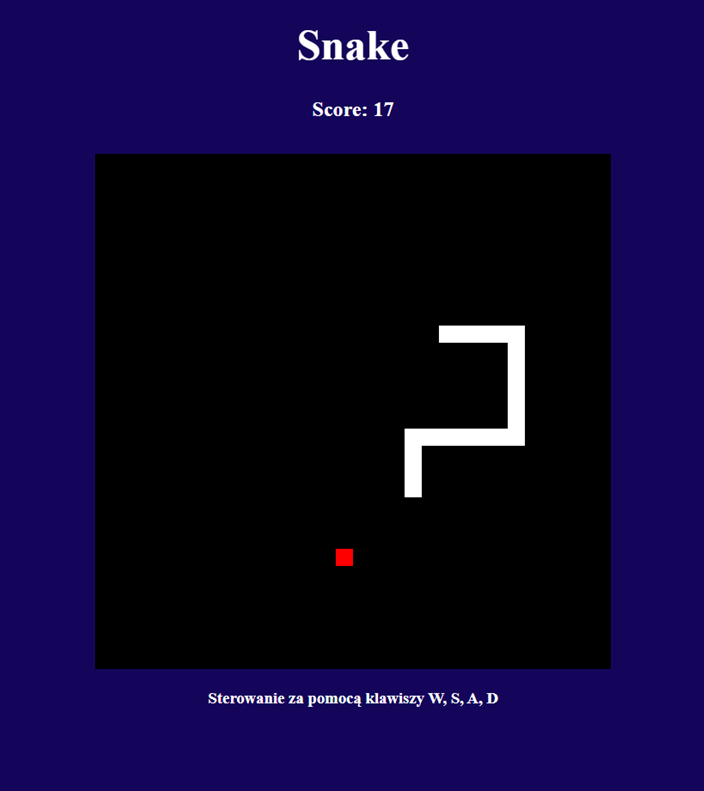 Snake
Score: 17
Sterowanie za pomocą klawiszy W, S, A, D